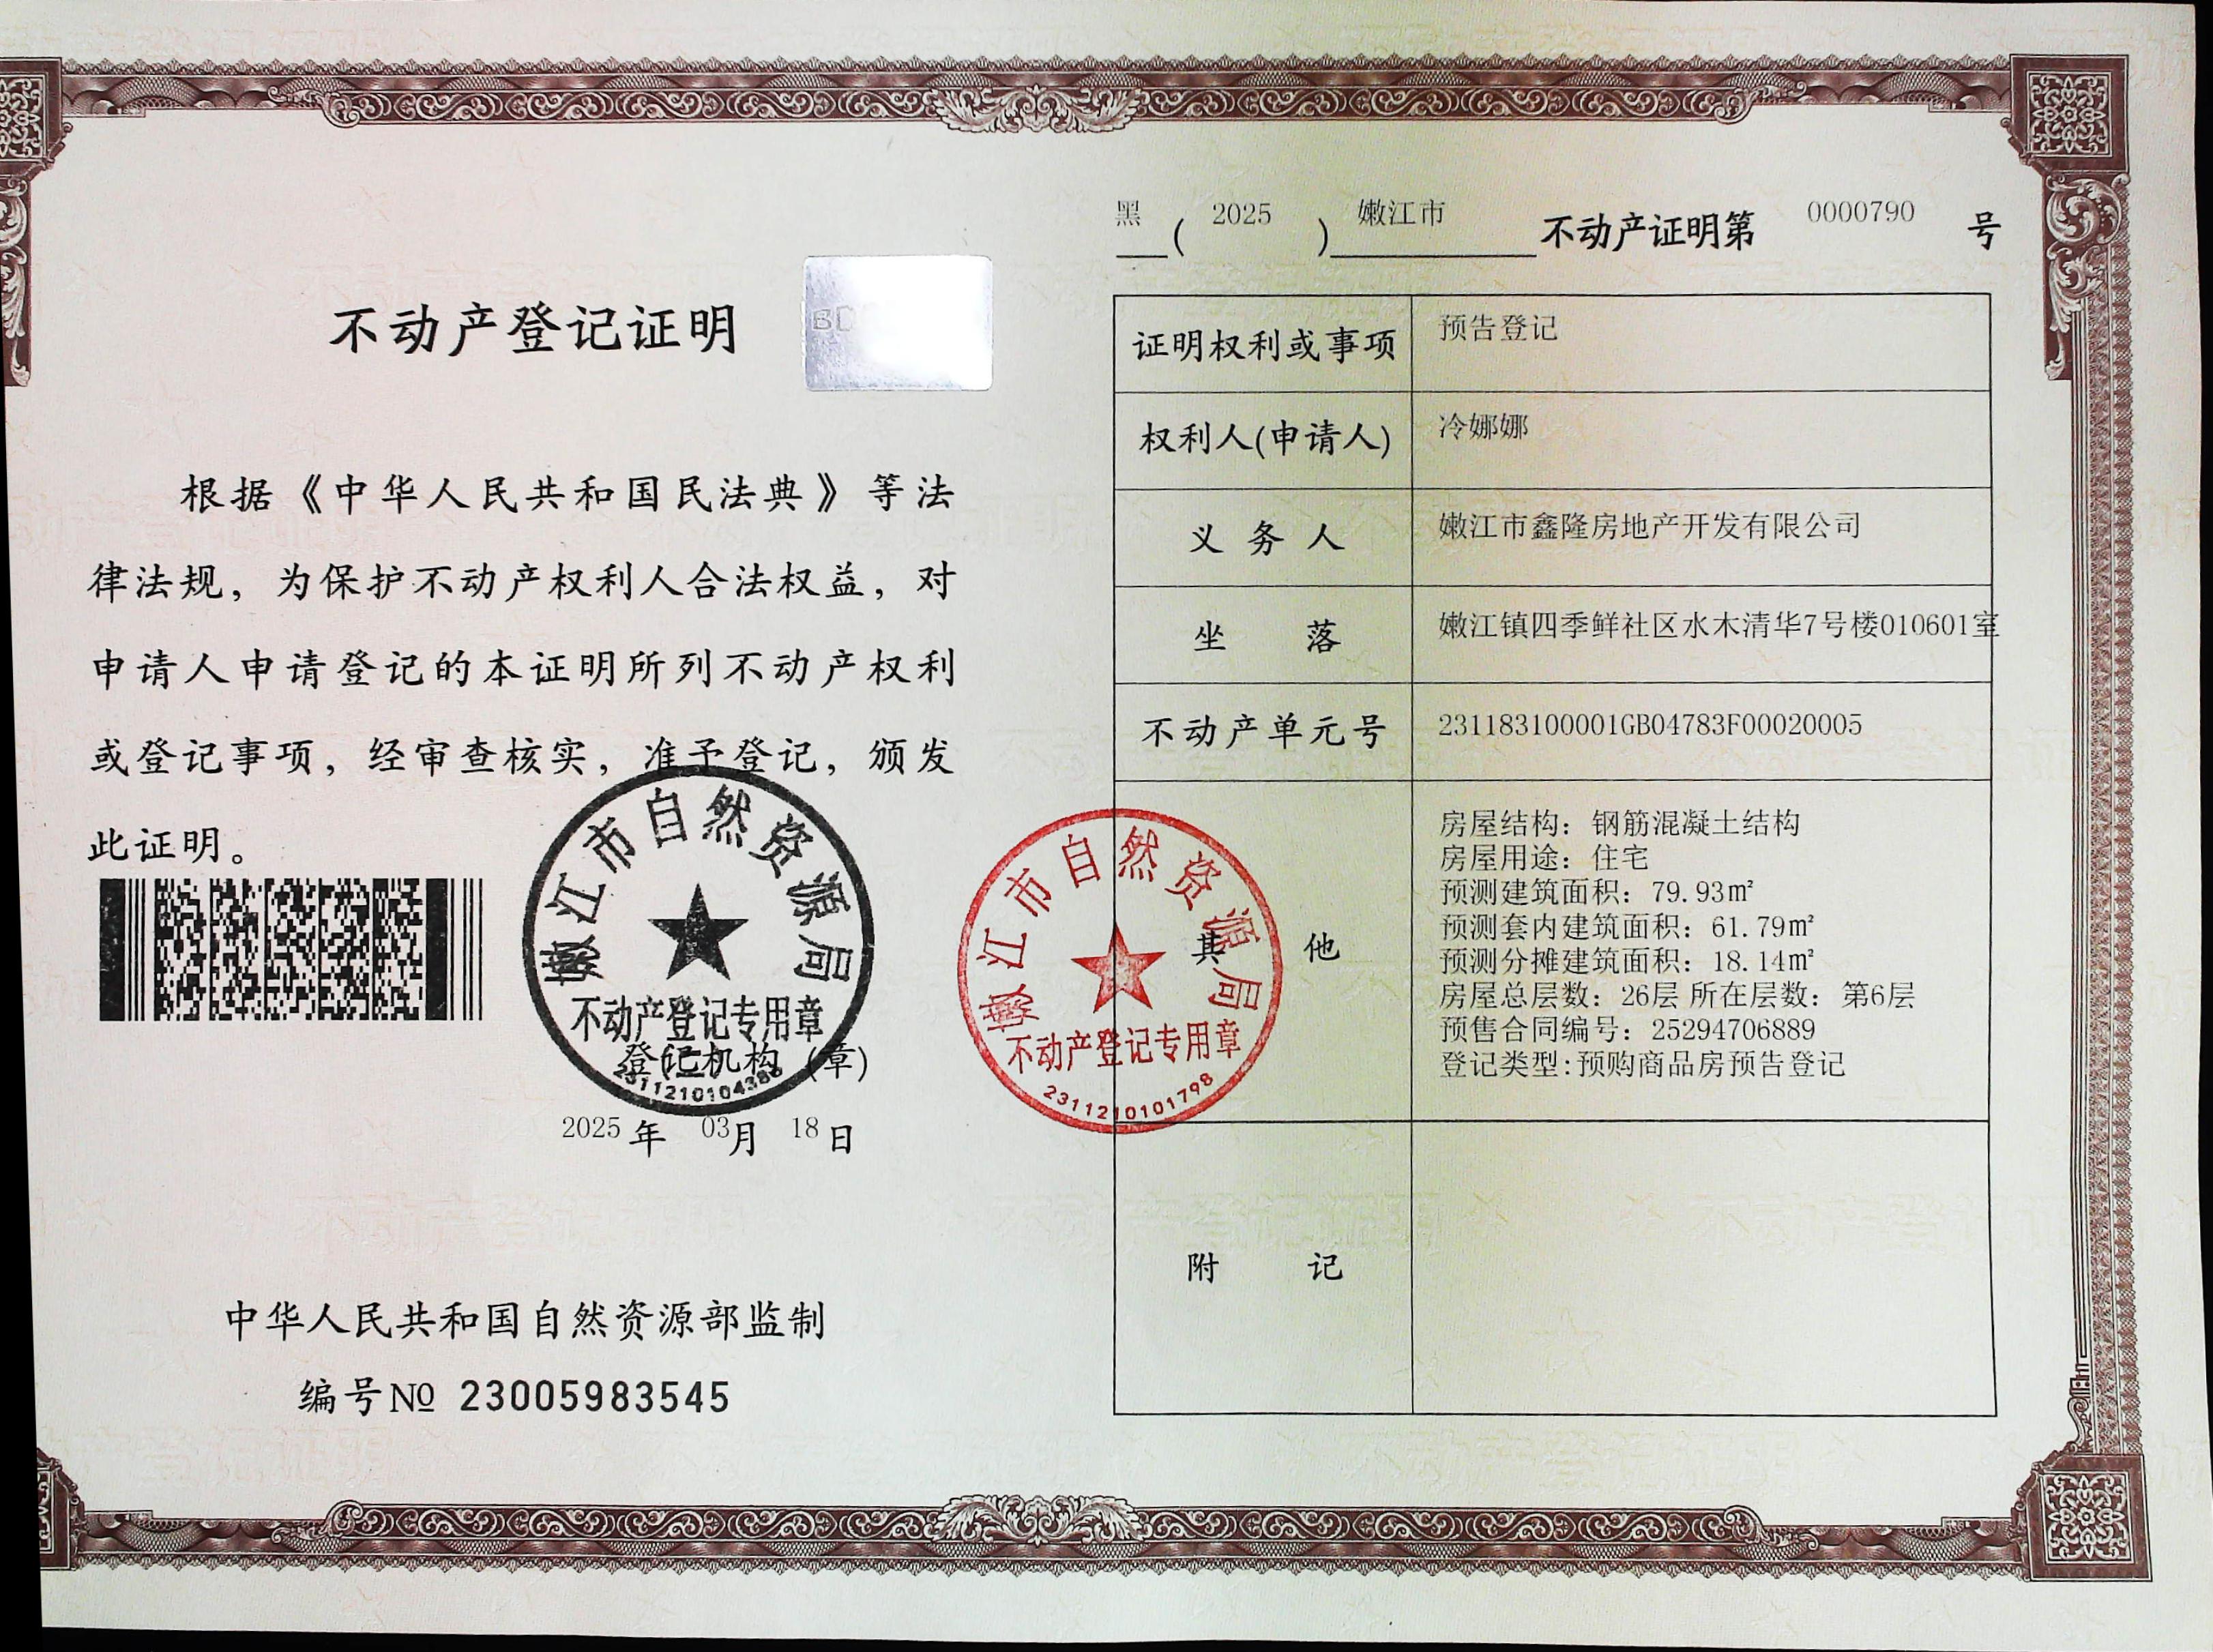 不动产登记证明
根据《中华人民共和国民法典》等法
律法规，为保护不动产权利人合法权益，对
申请人申请登记的本证明所列不动产权利
或登记事项，经审查核实，准予登记，颁发
此证明。
嫩江市自然资源局
不动产登记专用章
登记机构（章）
2025年 03月 18日
中华人民共和国自然资源部监制
编号№ 23005983545
黑（2025）嫩江市不动产证明第0000790号
证明权利或事项 预告登记
权利人(申请人) 冷娜娜
义务人 嫩江市鑫隆房地产开发有限公司
坐落 嫩江镇四季鲜社区水木清华7号楼010601室
不动产单元号 231183100001GB04783F00020005
其他
房屋结构：钢筋混凝土结构
房屋用途：住宅
预测建筑面积：79.93㎡
预测套内建筑面积：61.79㎡
预测分摊建筑面积：18.14㎡
房屋总层数：26层 所在层数：第6层
预售合同编号：25294706889
登记类型:预购商品房预告登记
嫩江市自然资源局
不动产登记专用章
2311210101798
附记